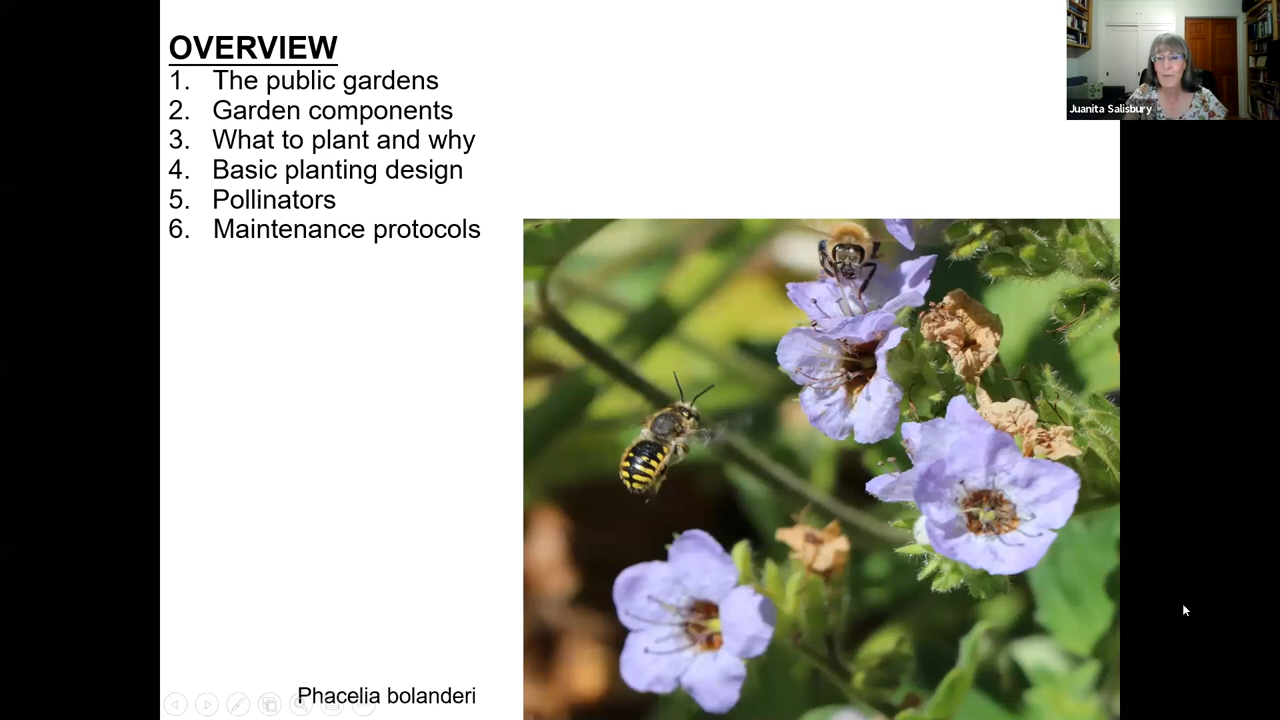 OVERVIEW
1. The public gardens
2. Garden components
3. What to plant and why
4. Basic planting design
5. Pollinators
6. Maintenance protocols
Juanita Salisbury
Phacelia bolanderi